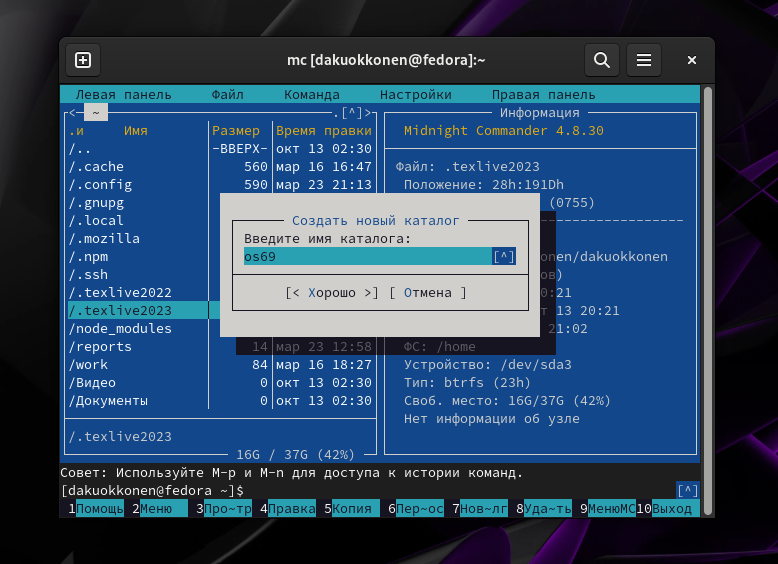 mc [dakuokkonen@fedora]:~
Левая панель Файл Команда Настройки Правая панель
<─ ~ .[^]>
.и Имя Размер Время правки
/.. -ВВЕРХ- окт 13 02:30
/.cache 560 мар 16 16:47
/.config 590 мар 23 21:13
/.gnupg
/.local
/.mozilla
/.npm
/.ssh
/.texlive2022
/.texlive2023
/node_modules
/reports 14 мар 23 12:58
/work 84 мар 16 18:27
/Видео 0 окт 13 02:30
/Документы 0 окт 13 02:30
/.texlive2023
16G / 37G (42%)
Информация
Midnight Commander 4.8.30
Файл: .texlive2023
Положение: 28h:191Dh
(0755)
onen/dakuokkonen
ов)
0:21
т 13 20:21
21:02
ФС: /home
Устройство: /dev/sda3
Тип: btrfs (23h)
Своб. место: 16G/37G (42%)
Нет информации об узле
Создать новый каталог
Введите имя каталога:
os69 [^]
[< Хорошо >] [ Отмена ]
Совет: Используйте M-p и M-n для доступа к истории команд.
[dakuokkonen@fedora ~]$ [^]
1Помощь 2Меню 3Про~тр 4Правка 5Копия 6Пер~ос 7Нов~лг 8Уда~ть 9МенюMC 10Выход